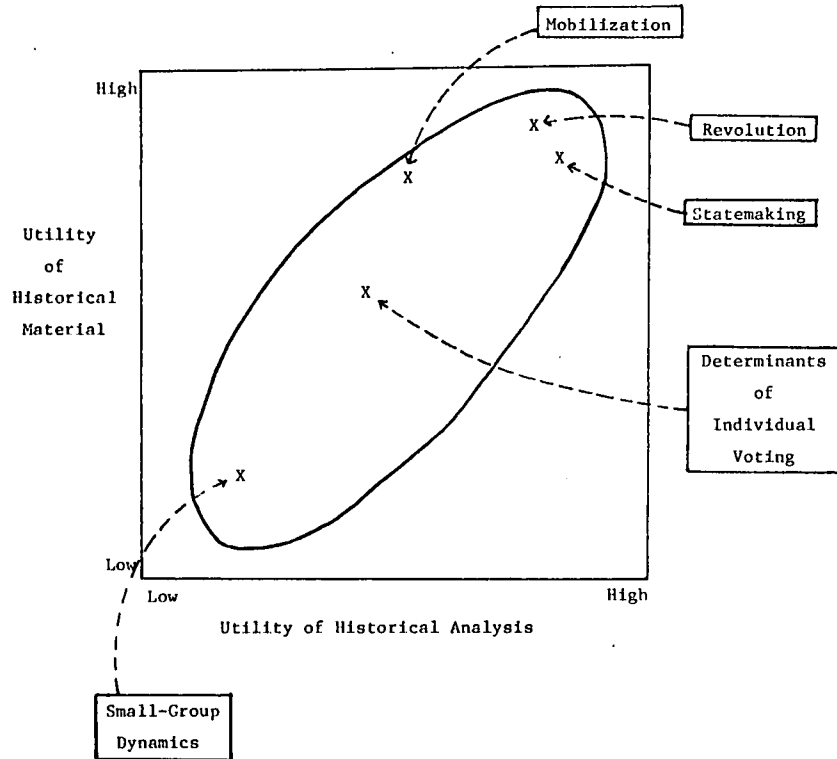 Mobilization
High
X
Revolution
X
X
Statemaking
Utility
of
Historical
Material
X
Determinants
of
Individual
Voting
X
Low
Low
High
Utility of Historical Analysis
Small-Group
Dynamics